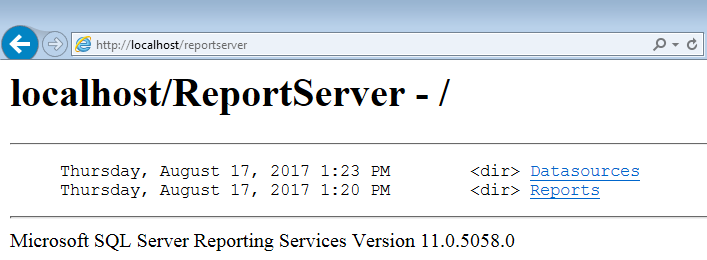 http://localhost/reportserver
localhost/ReportServer - /
Thursday, August 17, 2017 1:23 PM <dir> Datasources
Thursday, August 17, 2017 1:20 PM <dir> Reports
Microsoft SQL Server Reporting Services Version 11.0.5058.0